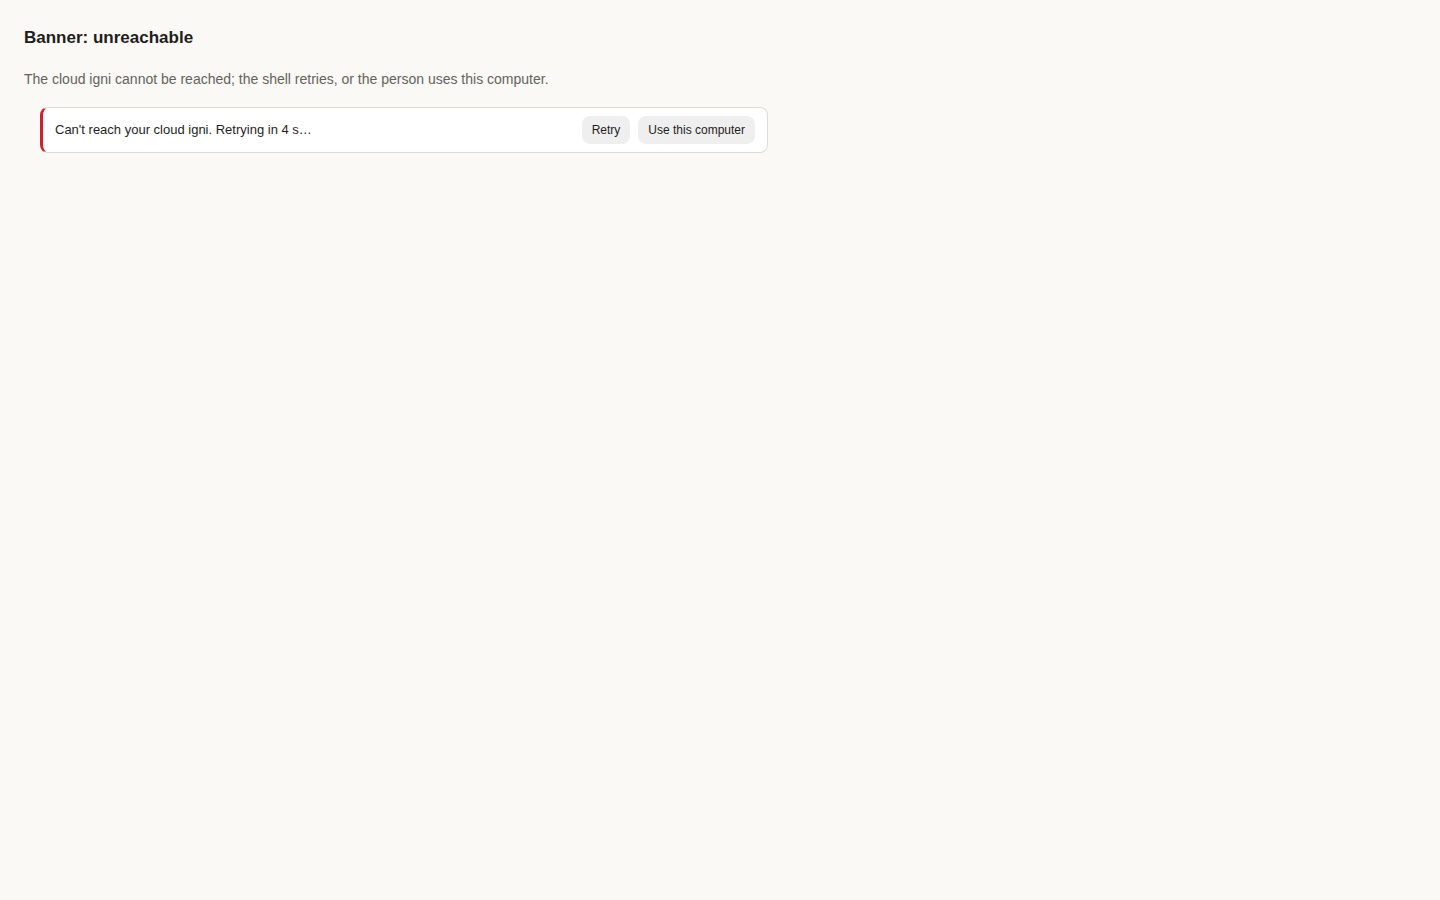 Banner: unreachable
The cloud igni cannot be reached; the shell retries, or the person uses this computer.
Can't reach your cloud igni. Retrying in 4 s…
Retry
Use this computer